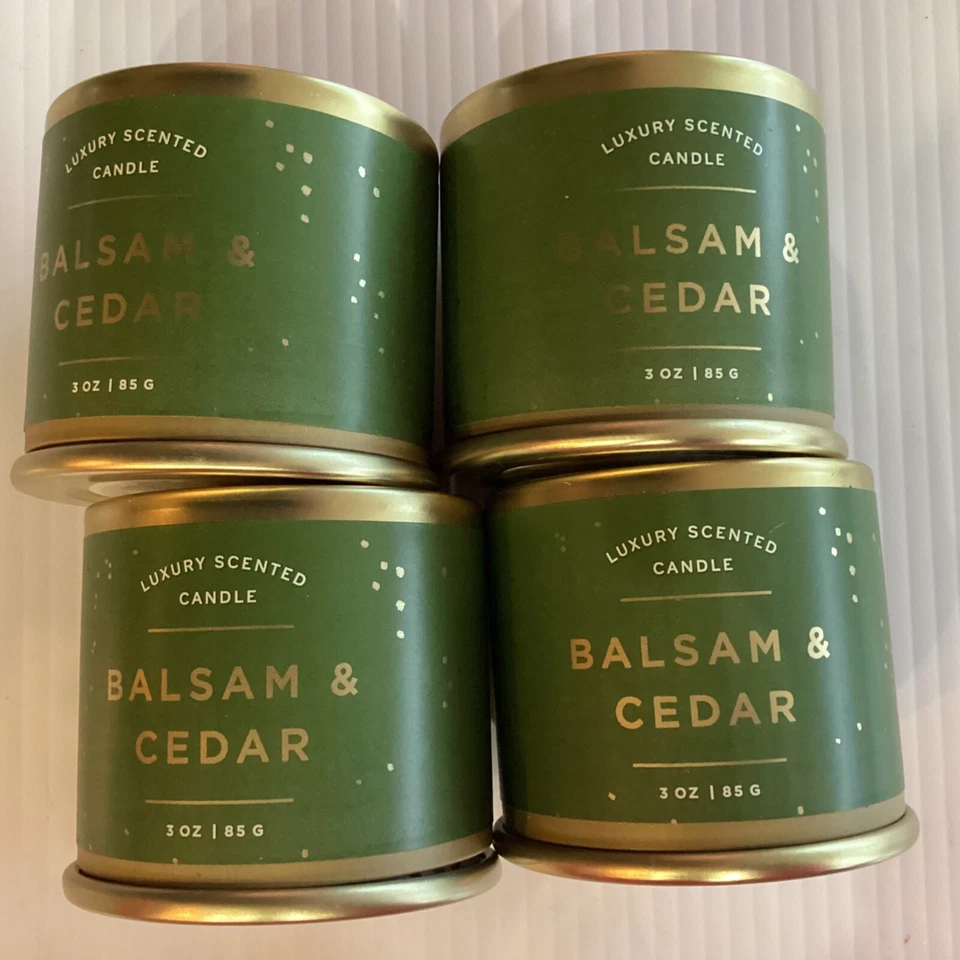 LUXURY SCENTED
CANDLE
BALSAM &
CEDAR
3 OZ | 85 G
LUXURY SCENTED
CANDLE
BALSAM &
CEDAR
3 OZ | 85 G
LUXURY SCENTED
CANDLE
BALSAM &
CEDAR
3 OZ | 85 G
LUXURY SCENTED
CANDLE
BALSAM &
CEDAR
3 OZ | 85 G